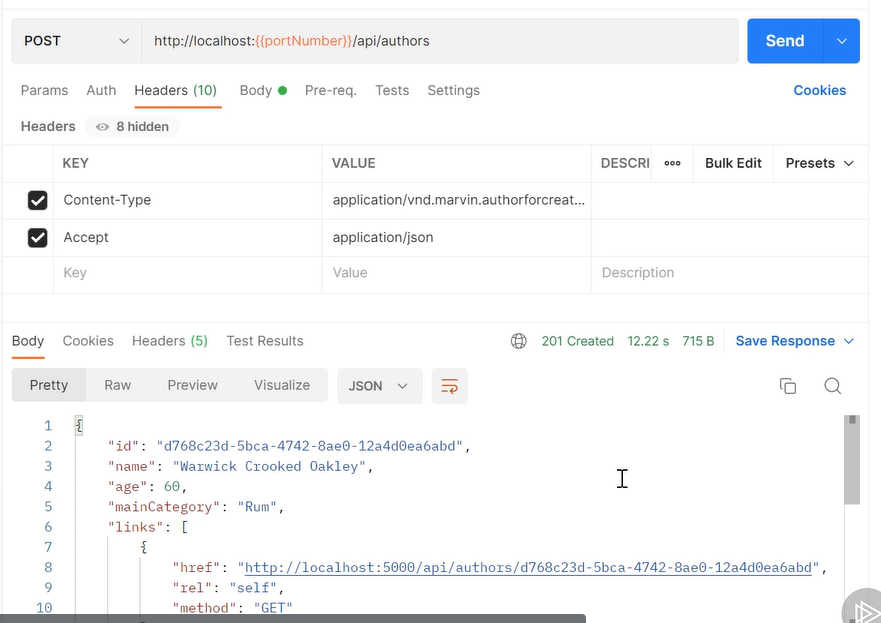 POST http://localhost:{{portNumber}}/api/authors Send
Params Auth Headers (10) Body Pre-req. Tests Settings Cookies
Headers 8 hidden
KEY VALUE DESCRI ooo Bulk Edit Presets
Content-Type application/vnd.marvin.authorforcreat...
Accept application/json
Key Value Description
Body Cookies Headers (5) Test Results 201 Created 12.22 s 715 B Save Response
Pretty Raw Preview Visualize JSON
1 {
2 "id": "d768c23d-5bca-4742-8ae0-12a4d0ea6abd",
3 "name": "Warwick Crooked Oakley",
4 "age": 60,
5 "mainCategory": "Rum",
6 "links": [
7 {
8 "href": "http://localhost:5000/api/authors/d768c23d-5bca-4742-8ae0-12a4d0ea6abd",
9 "rel": "self",
10 "method": "GET"